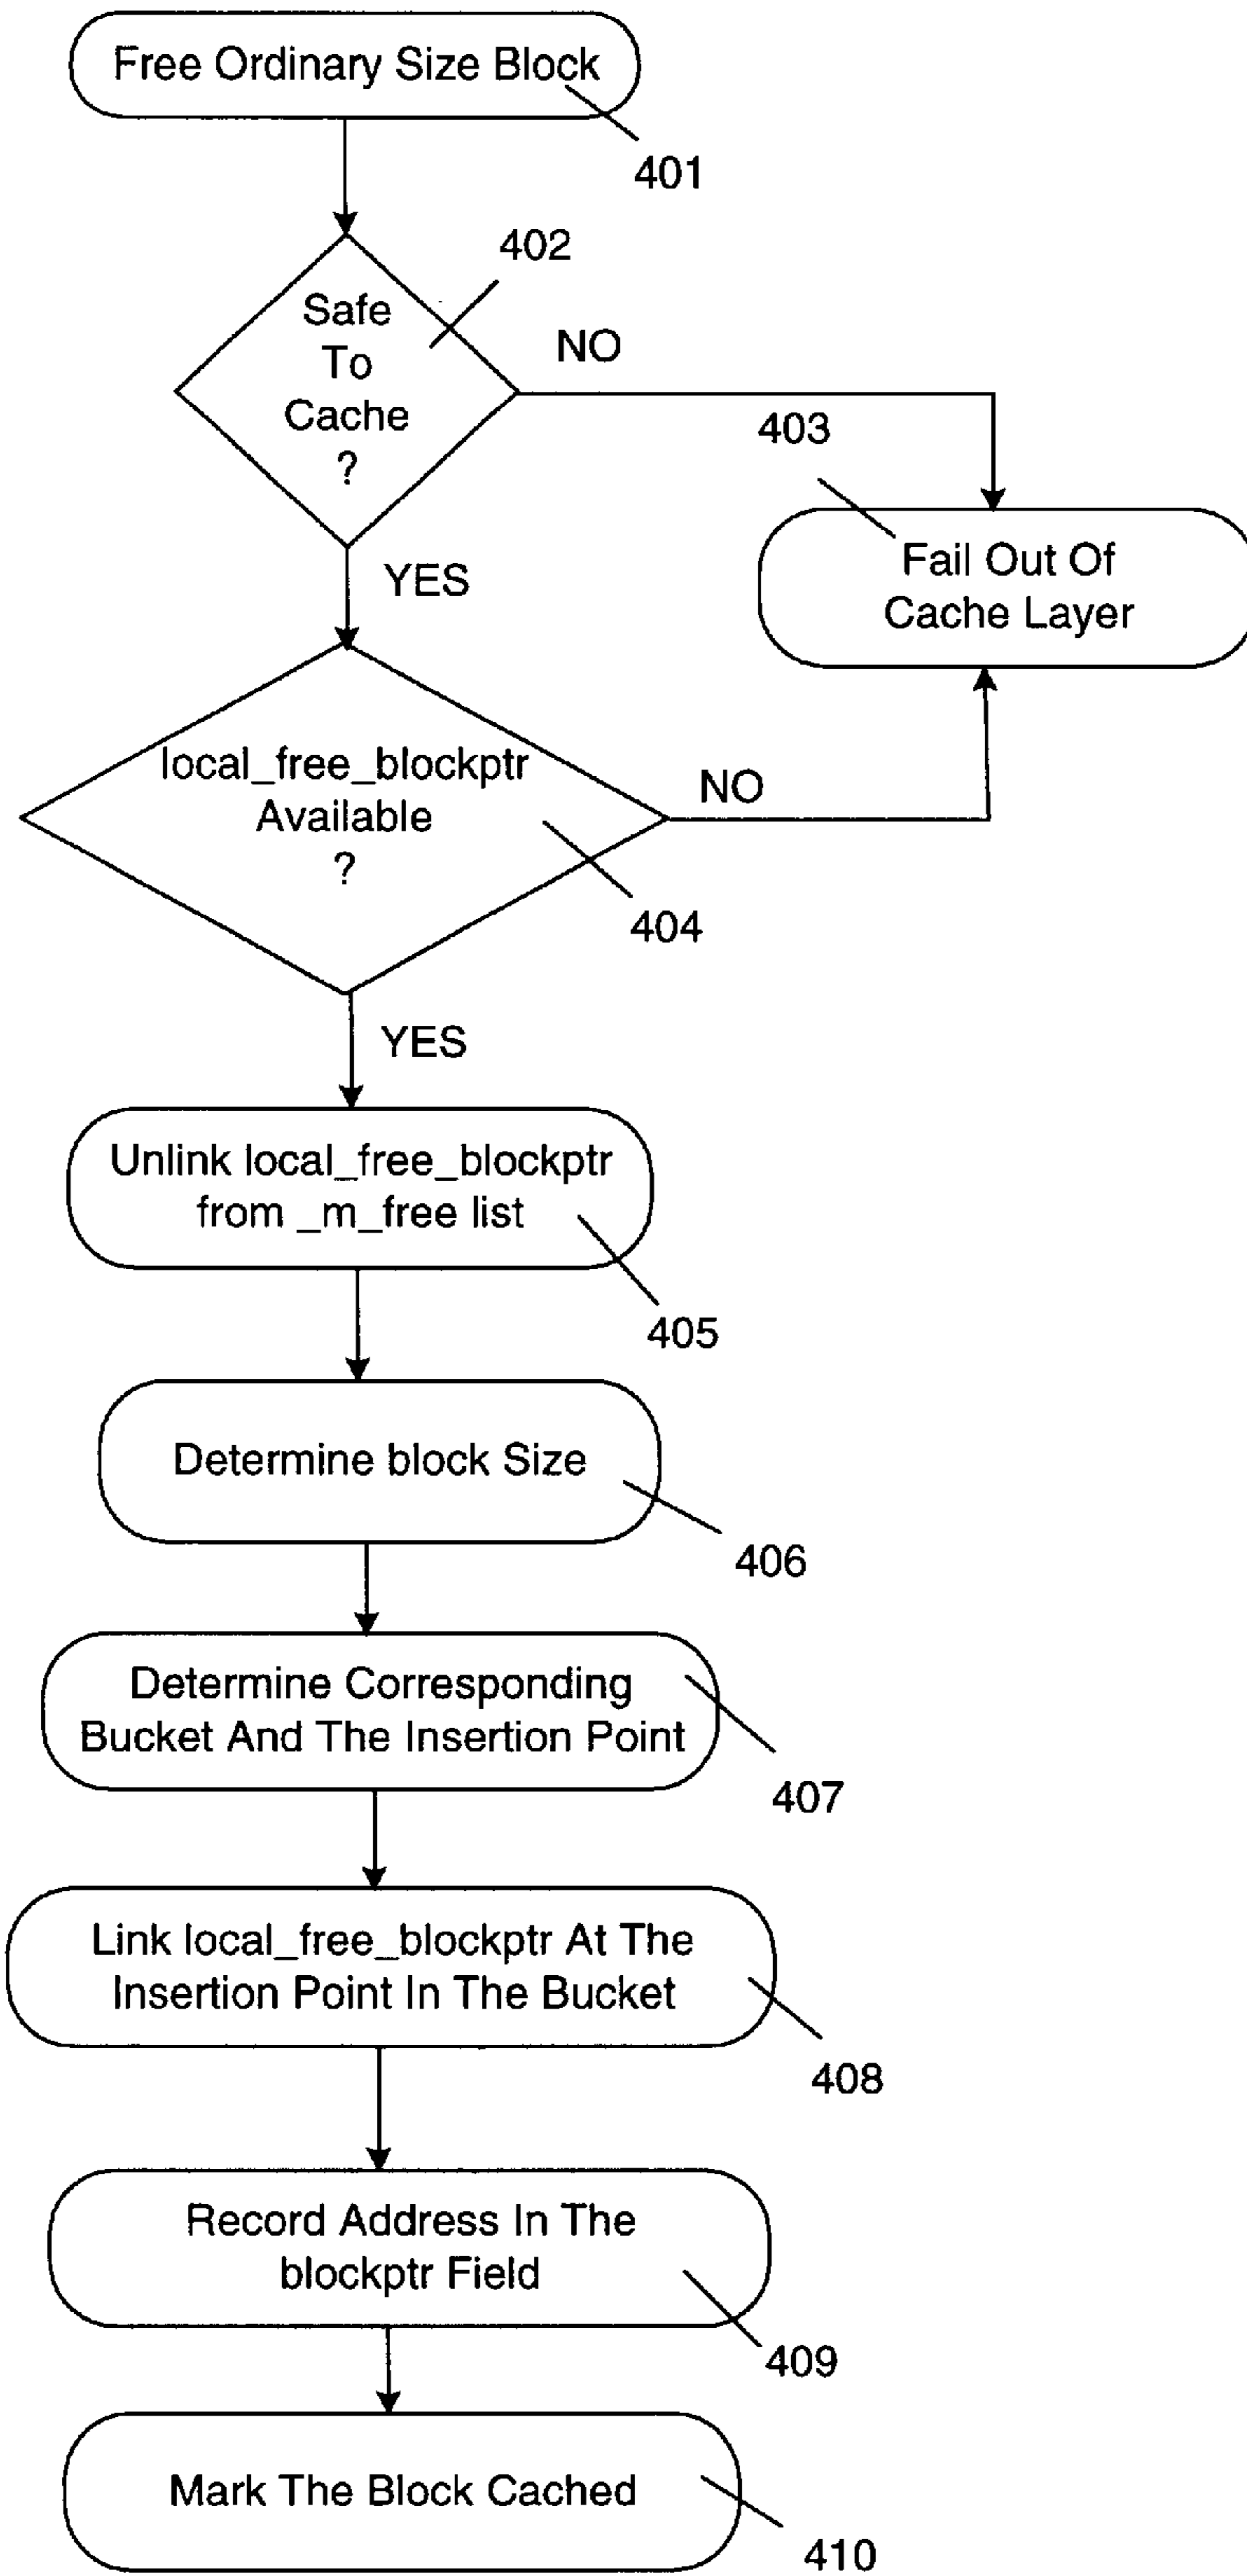 Free Ordinary Size Block
401
402
Safe
To
Cache
?
NO
403
Fail Out Of
Cache Layer
YES
local_free_blockptr
Available
?
NO
404
YES
Unlink local_free_blockptr
from _m_free list
405
Determine block Size
406
Determine Corresponding
Bucket And The Insertion Point
407
Link local_free_blockptr At The
Insertion Point In The Bucket
408
Record Address In The
blockptr Field
409
Mark The Block Cached
410